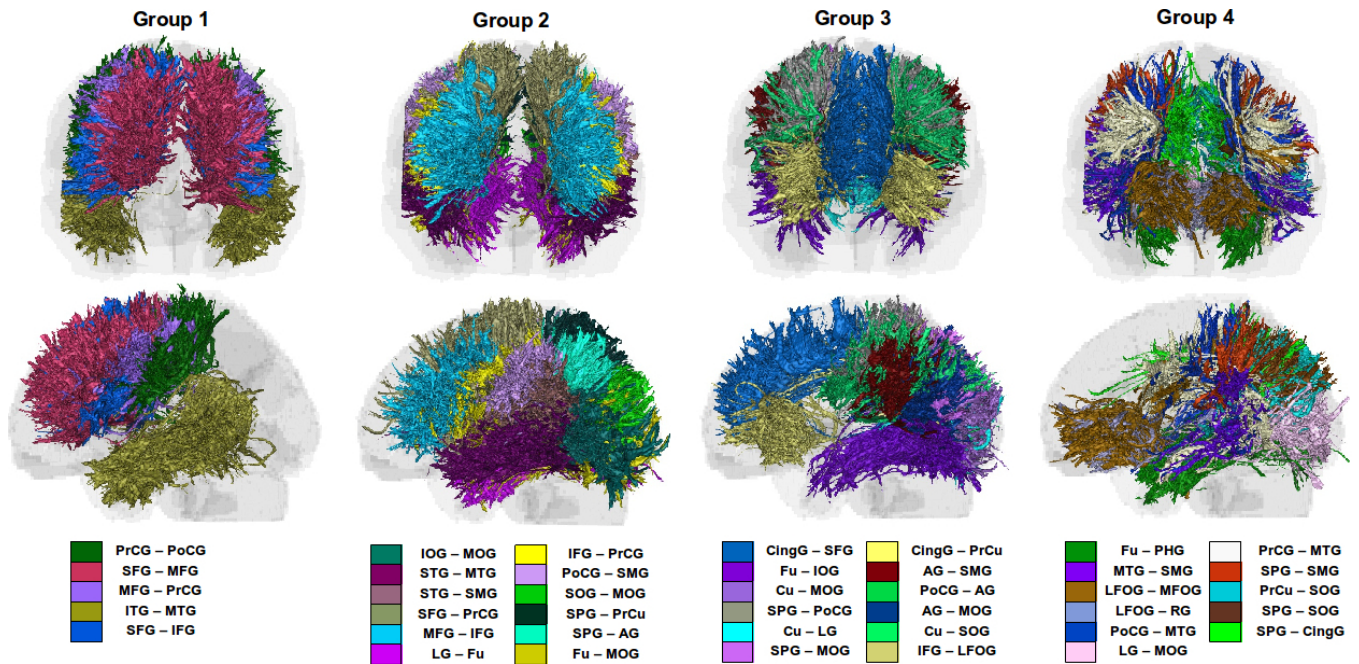 Group 1
Group 2
Group 3
Group 4
PrCG – PoCG
SFG – MFG
MFG – PrCG
ITG – MTG
SFG – IFG
IOG – MOG
STG – MTG
STG – SMG
SFG – PrCG
MFG – IFG
LG – Fu
IFG – PrCG
PoCG – SMG
SOG – MOG
SPG – PrCu
SPG – AG
Fu – MOG
CingG – SFG
Fu – IOG
Cu – MOG
SPG – PoCG
Cu – LG
SPG – MOG
CingG – PrCu
AG – SMG
PoCG – AG
AG – MOG
Cu – SOG
IFG – LFOG
Fu – PHG
MTG – SMG
LFOG – MFOG
LFOG – RG
PoCG – MTG
LG – MOG
PrCG – MTG
SPG – SMG
PrCu – SOG
SPG – SOG
SPG – CingG